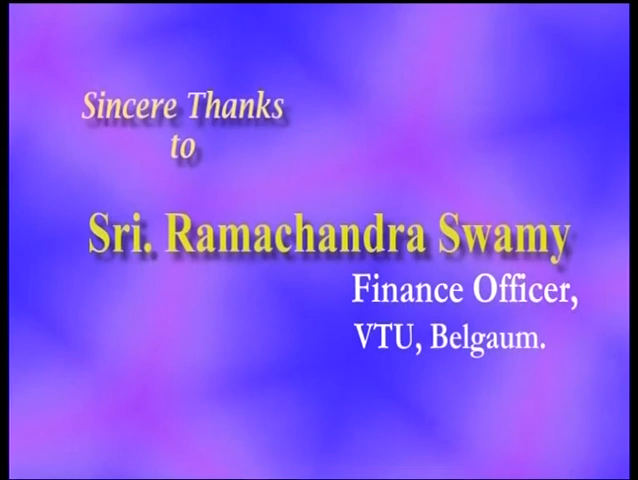 Sincere Thanks
to
Sri. Ramachandra Swamy
Finance Officer,
VTU, Belgaum.